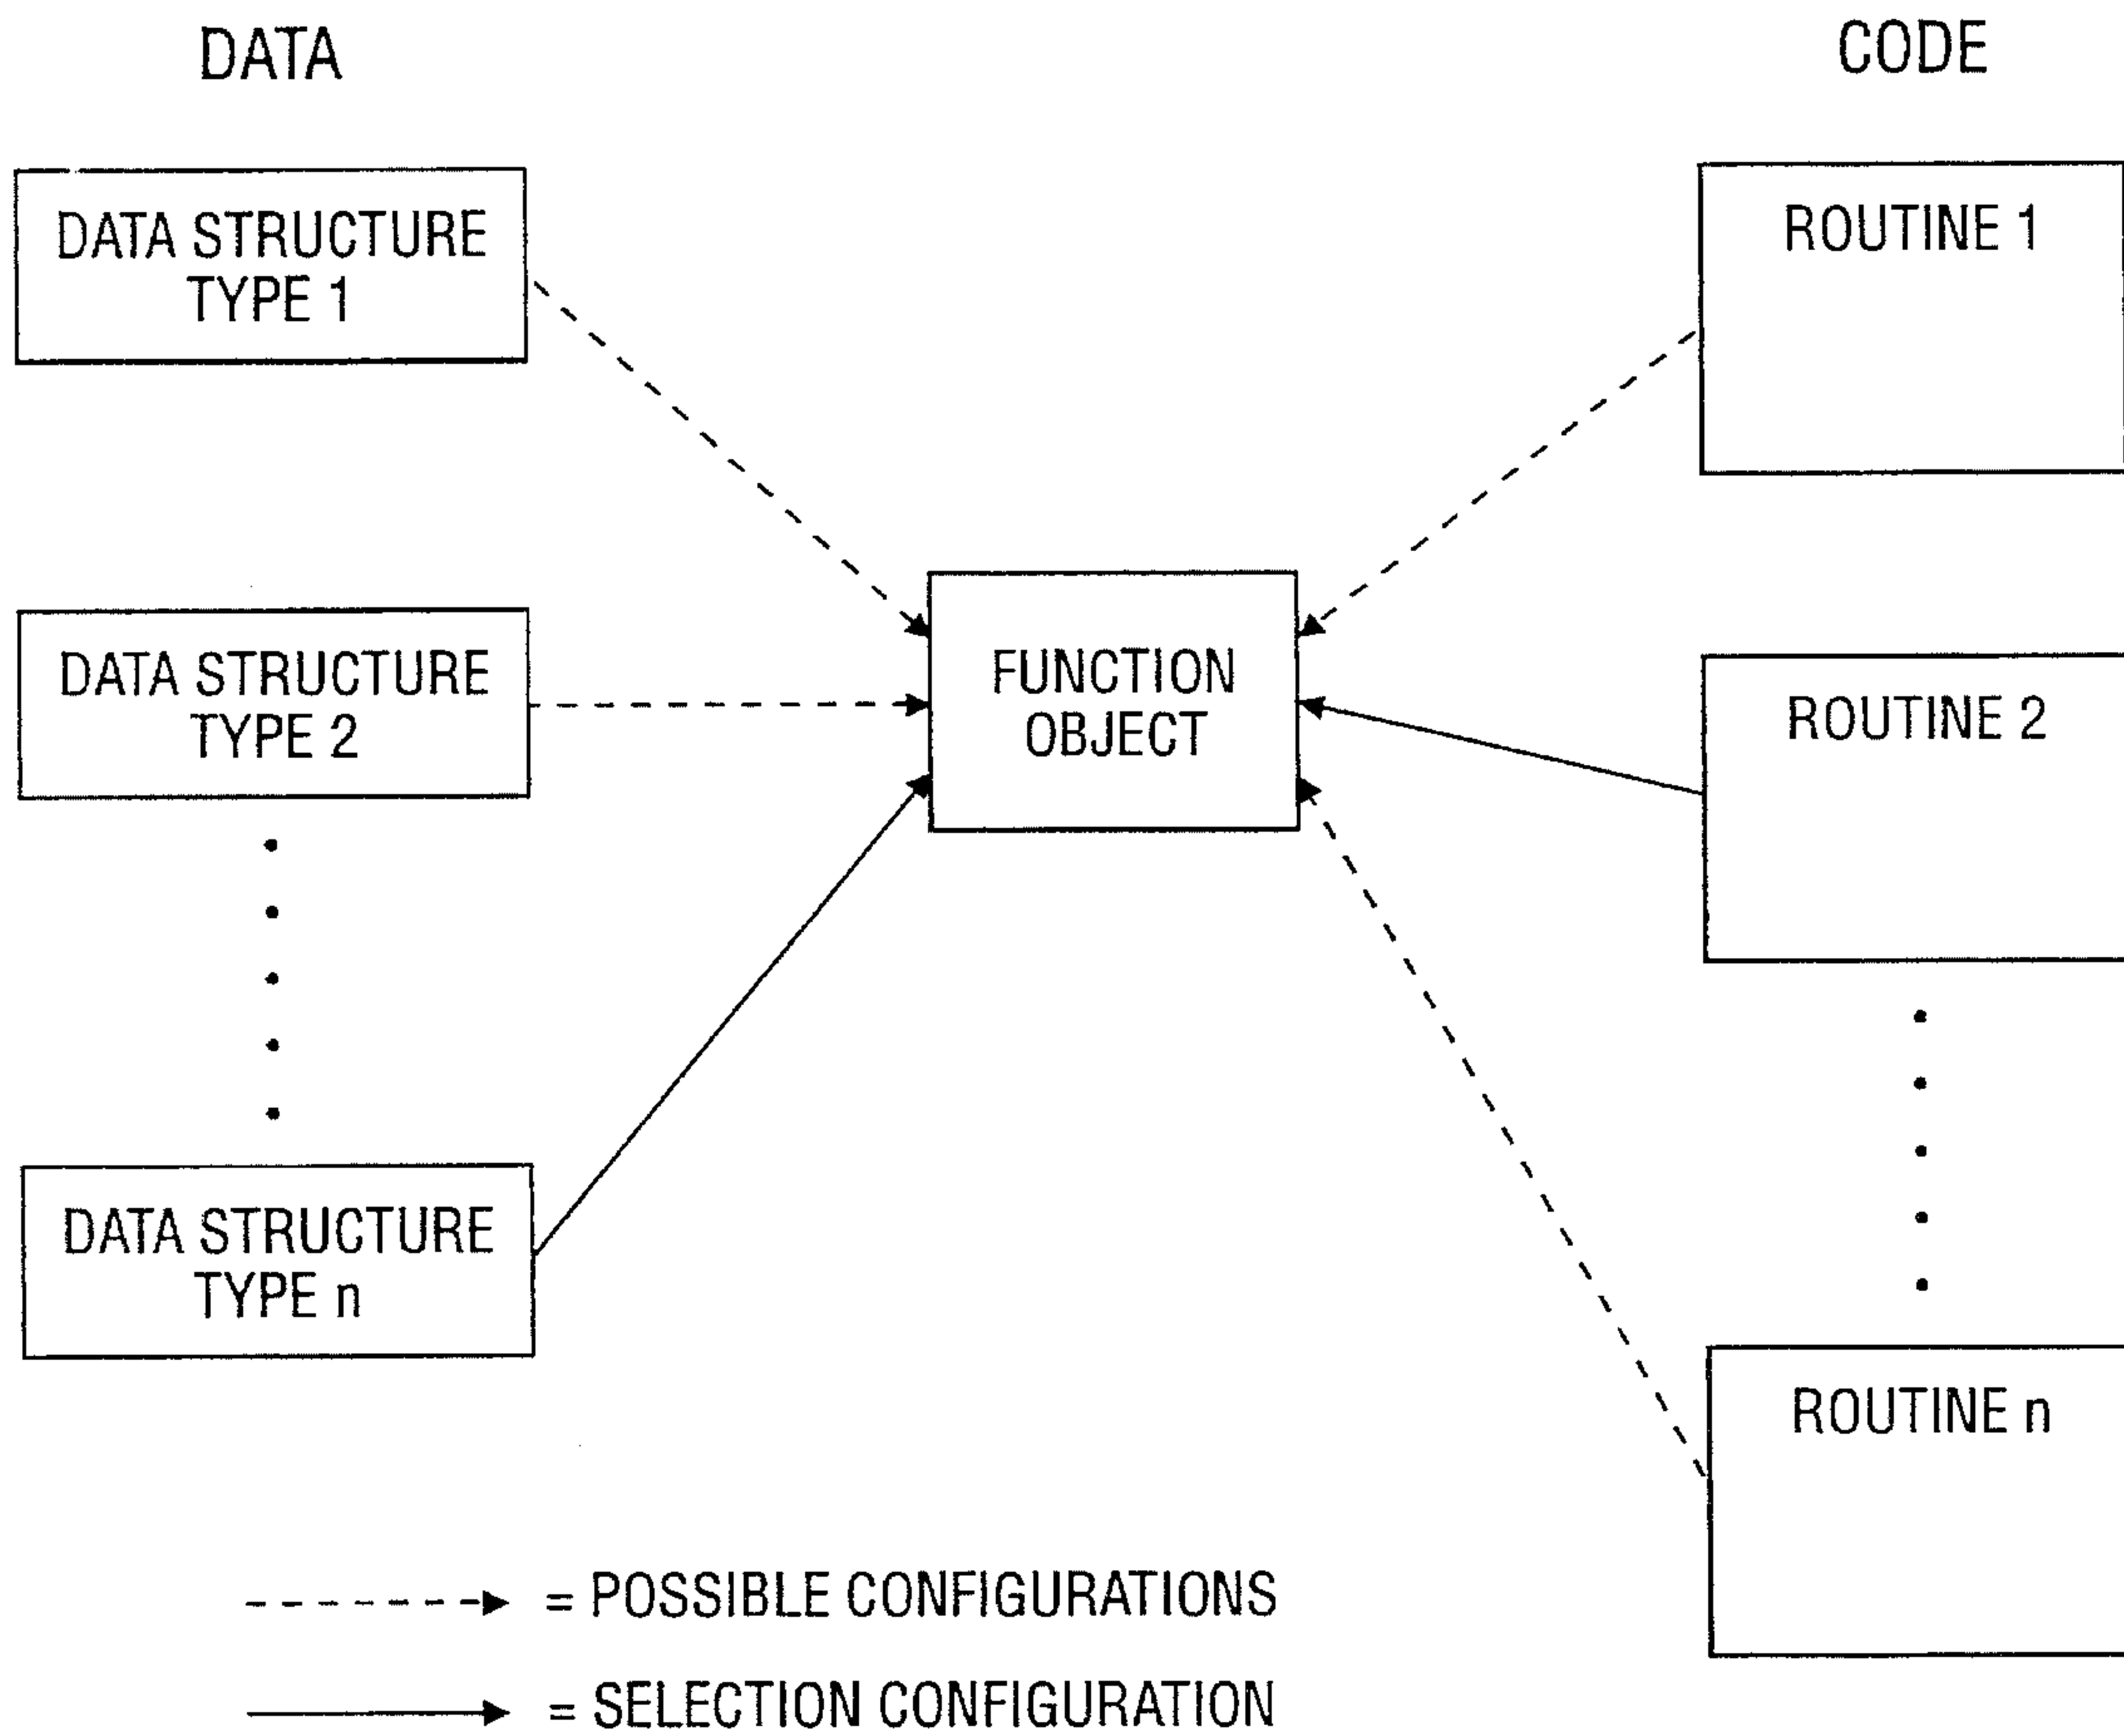 DATA
CODE
DATA STRUCTURE
TYPE 1
ROUTINE 1
DATA STRUCTURE
TYPE 2
FUNCTION
OBJECT
ROUTINE 2
DATA STRUCTURE
TYPE n
ROUTINE n
= POSSIBLE CONFIGURATIONS
= SELECTION CONFIGURATION